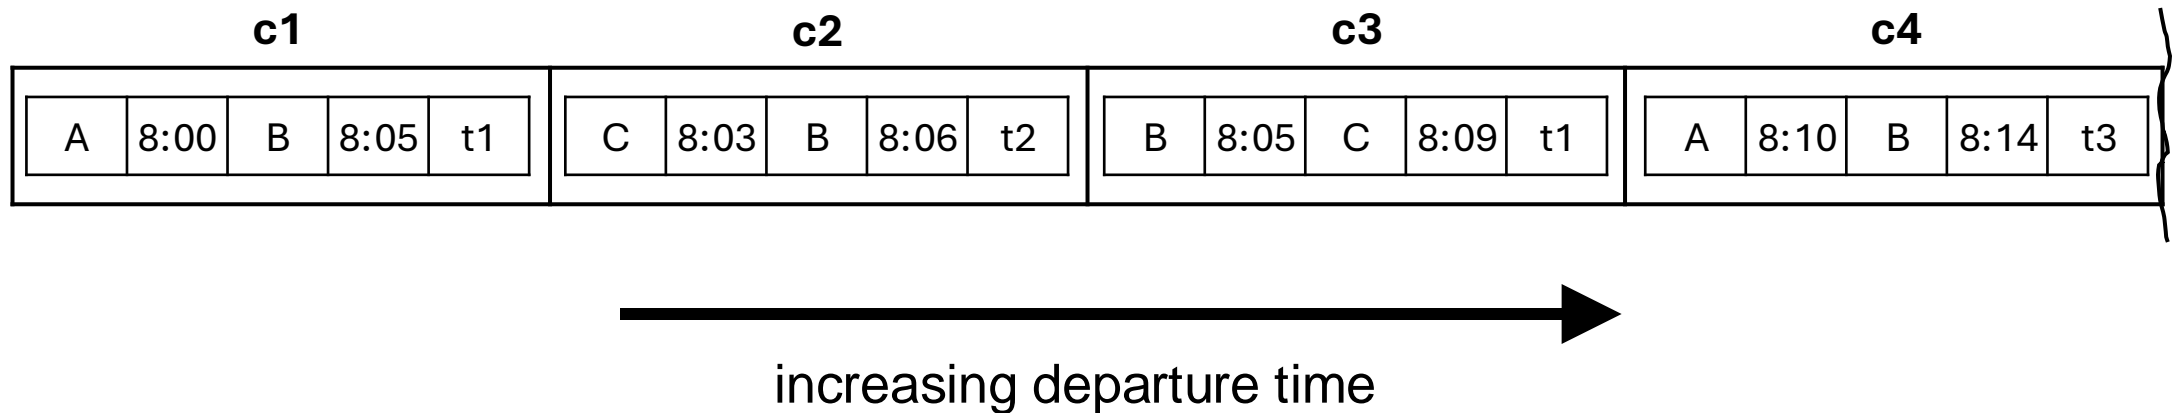 c1 c2 c3 c4
A 8:00 B 8:05 t1 C 8:03 B 8:06 t2 B 8:05 C 8:09 t1 A 8:10 B 8:14 t3
increasing departure time